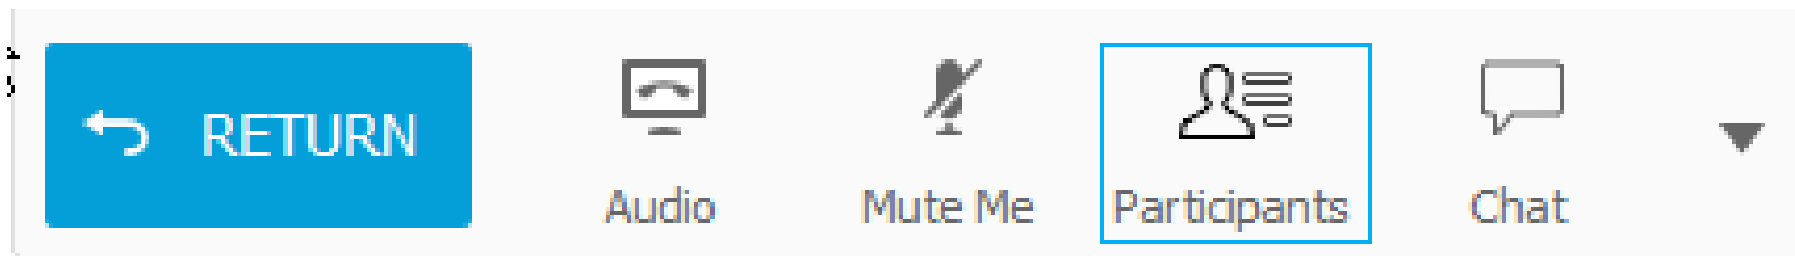 RETURN
Audio
Mute Me
Participants
Chat